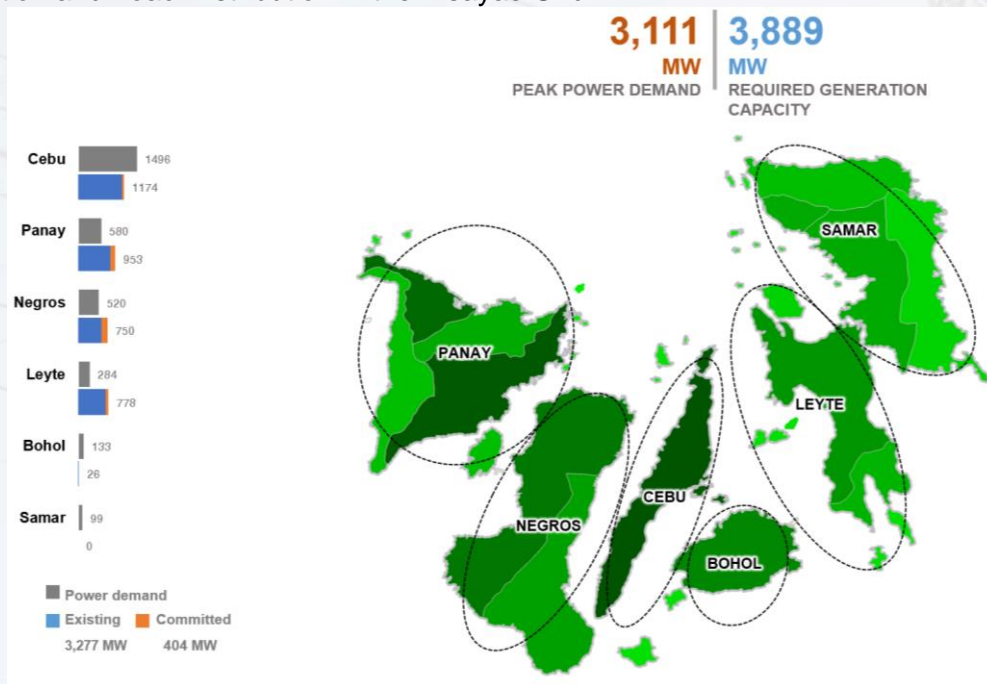 3,111
MW
PEAK POWER DEMAND
3,889
MW
REQUIRED GENERATION
CAPACITY
Cebu
1496
1174
Panay
580
953
Negros
520
750
Leyte
284
778
Bohol
133
26
Samar
99
0
Power demand
Existing
Committed
3,277 MW
404 MW
SAMAR
PANAY
LEYTE
CEBU
NEGROS
BOHOL